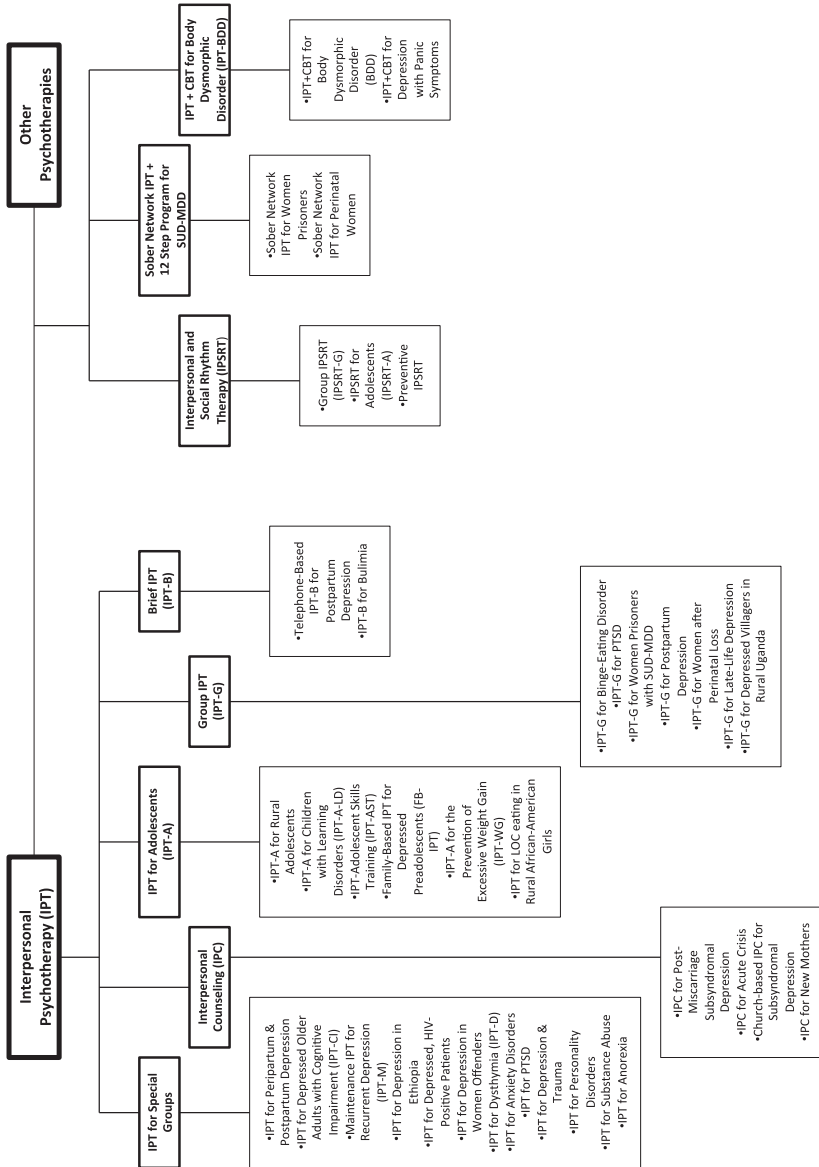 Interpersonal
Psychotherapy (IPT)
Other
Psychotherapies
IPT for Special
Groups
Interpersonal
Counseling (IPC)
IPT for Adolescents
(IPT-A)
Group IPT
(IPT-G)
Brief IPT
(IPT-B)
Interpersonal and
Social Rhythm
Therapy (IPSRT)
Sober Network IPT +
12 Step Program for
SUD-MDD
IPT + CBT for Body
Dysmorphic
Disorder (IPT-BDD)
•IPT for Peripartum &
Postpartum Depression
•IPT for Depressed Older
Adults with Cognitive
Impairment (IPT-CI)
•Maintenance IPT for
Recurrent Depression
(IPT-M)
•IPT for Depression in
Ethiopia
•IPT for Depressed, HIV-
Positive Patients
•IPT for Depression in
Women Offenders
•IPT for Dysthymia (IPT-D)
•IPT for Anxiety Disorders
•IPT for PTSD
•IPT for Depression &
Trauma
•IPT for Personality
Disorders
•IPT for Substance Abuse
•IPT for Anorexia
•IPC for Post-
Miscarriage
Subsyndromal
Depression
•IPC for Acute Crisis
•Church-based IPC for
Subsyndromal
Depression
•IPC for New Mothers
•IPT-A for Rural
Adolescents
•IPT-A for Children
with Learning
Disorders (IPT-A-LD)
•IPT-Adolescent Skills
Training (IPT-AST)
•Family-Based IPT for
Depressed
Preadolescents (FB-
IPT)
•IPT-A for the
Prevention of
Excessive Weight Gain
(IPT-WG)
•IPT for LOC eating in
Rural African-American
Girls
•IPT-G for Binge-Eating Disorder
•IPT-G for PTSD
•IPT-G for Women Prisoners
with SUD-MDD
•IPT-G for Postpartum
Depression
•IPT-G for Women after
Perinatal Loss
•IPT-G for Late-Life Depression
•IPT-G for Depressed Villagers in
Rural Uganda
•Telephone-Based
IPT-B for
Postpartum
Depression
•IPT-B for Bulimia
•Group IPSRT
(IPSRT-G)
•IPSRT for
Adolescents
(IPSRT-A)
•Preventive
IPSRT
•Sober Network
IPT for Women
Prisoners
•Sober Network
IPT for Perinatal
Women
•IPT+CBT for
Body
Dysmorphic
Disorder
(BDD)
•IPT+CBT for
Depression
with Panic
Symptoms